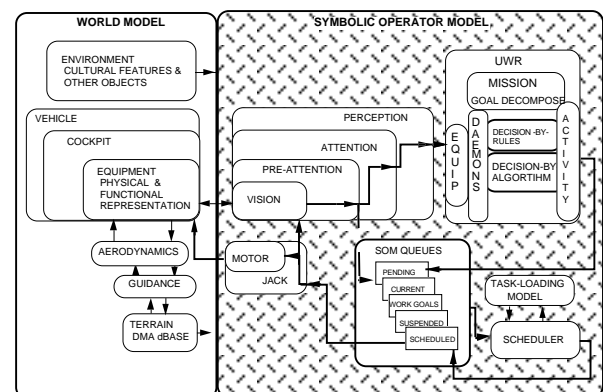 WORLD MODEL
SYMBOLIC OPERATOR MODEL
ENVIRONMENT
CULTURAL FEATURES &
OTHER OBJECTS
VEHICLE
COCKPIT
EQUIPMENT
PHYSICAL &
FUNCTIONAL
REPRESENTATION
AERODYNAMICS
GUIDANCE
TERRAIN
DMA dBASE
PERCEPTION
ATTENTION
PRE-ATTENTION
VISION
MOTOR
JACK
UWR
MISSION
GOAL DECOMPOSE
EQUIP
DAEMONS
DECISION -BY-
RULES
DECISION-BY
ALGORTIHM
ACTIVITY
SOM QUEUES
PENDING
CURRENT
WORK GOALS
SUSPENDED
SCHEDULED
TASK-LOADING
MODEL
SCHEDULER